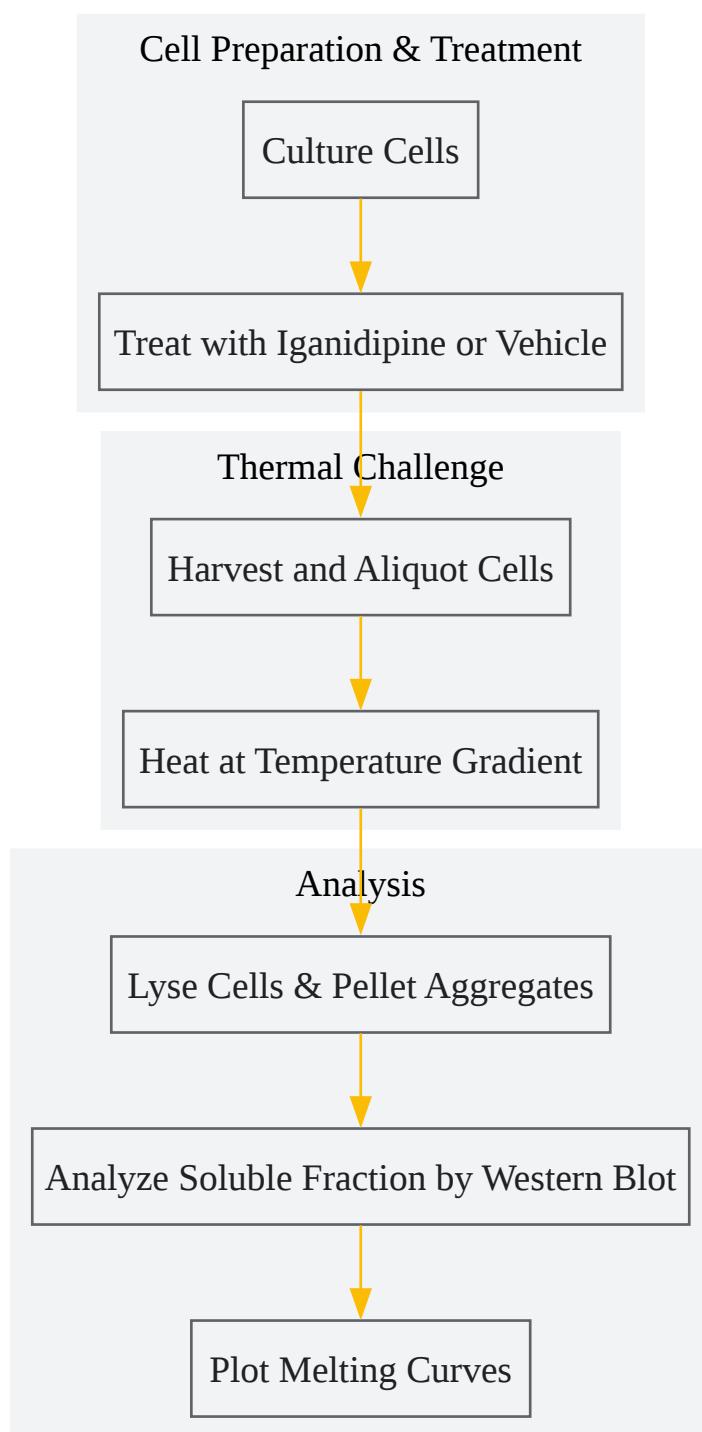 Cell Preparation & Treatment
Culture Cells
Treat with Iganidipine or Vehicle
Thermal Challenge
Harvest and Aliquot Cells
Heat at Temperature Gradient
Analysis
Lyse Cells & Pellet Aggregates
Analyze Soluble Fraction by Western Blot
Plot Melting Curves